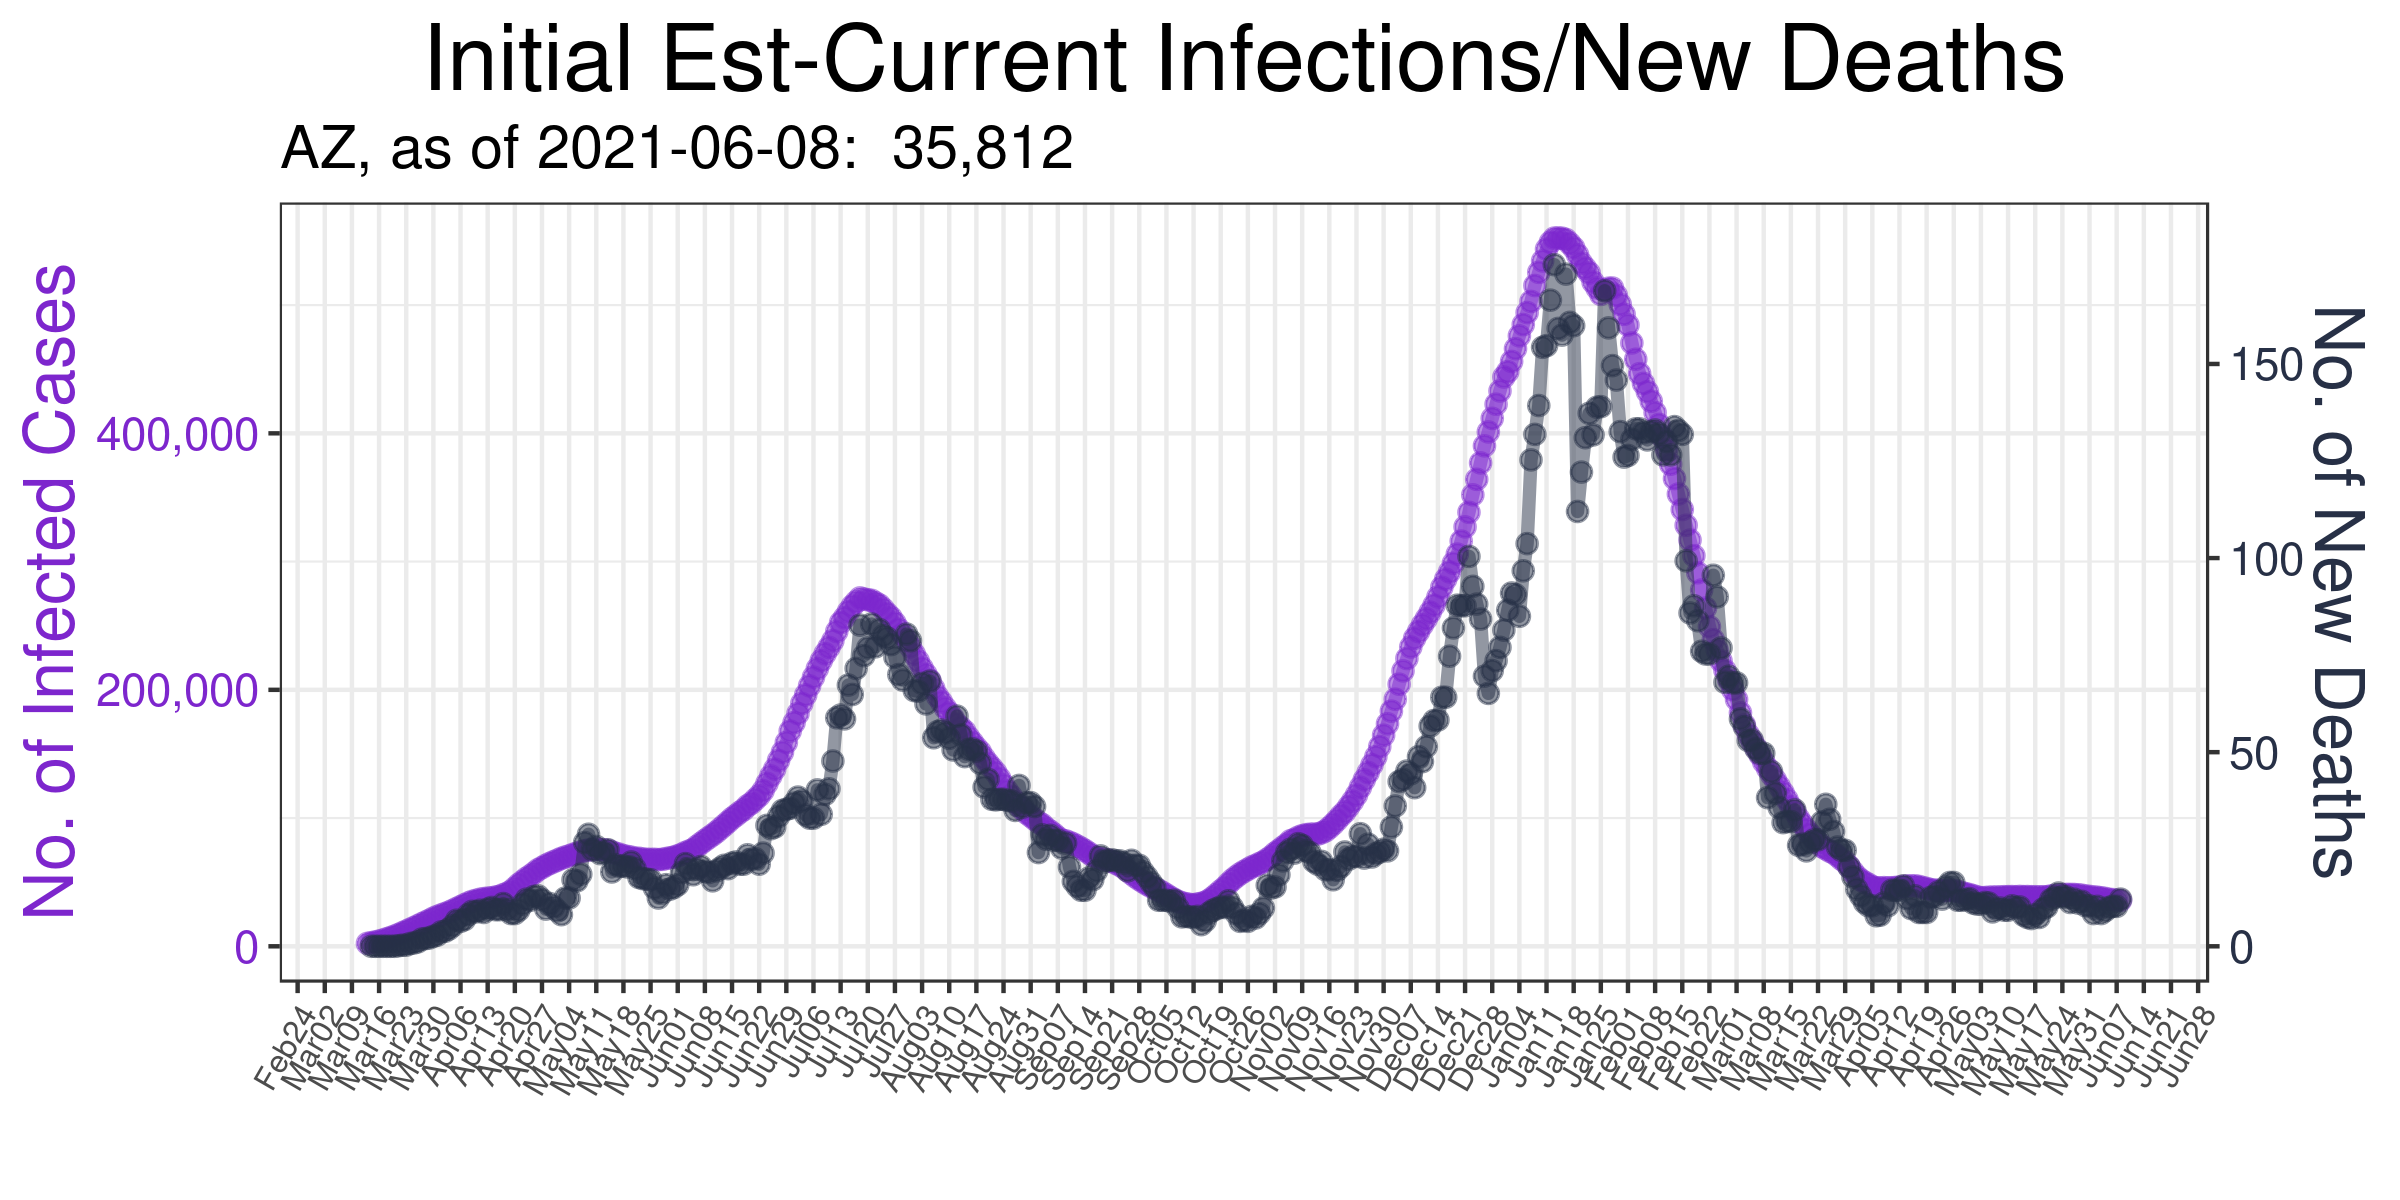 Initial Est-Current Infections/New Deaths
AZ, as of 2021-06-08: 35,812
No. of Infected Cases
400,000
200,000
0
No. of New Deaths
150
100
50
0
Feb24
Mar02
Mar09
Mar16
Mar23
Mar30
Apr06
Apr13
Apr20
Apr27
May04
May11
May18
May25
Jun01
Jun08
Jun15
Jun22
Jun29
Jul06
Jul13
Jul20
Jul27
Aug03
Aug10
Aug17
Aug24
Aug31
Sep07
Sep14
Sep21
Sep28
Oct05
Oct12
Oct19
Oct26
Nov02
Nov09
Nov16
Nov23
Nov30
Dec07
Dec14
Dec21
Dec28
Jan04
Jan11
Jan18
Jan25
Feb01
Feb08
Feb15
Feb22
Mar01
Mar08
Mar15
Mar22
Mar29
Apr05
Apr12
Apr19
Apr26
May03
May10
May17
May24
May31
Jun07
Jun14
Jun21
Jun28